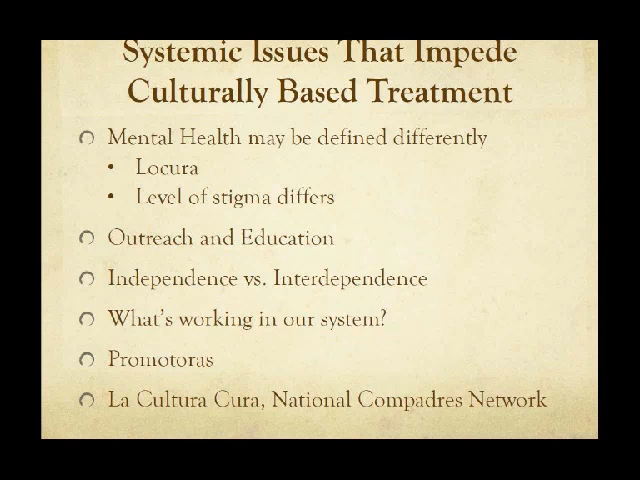 Systemic Issues That Impede
Culturally Based Treatment
Mental Health may be defined differently
• Locura
• Level of stigma differs
Outreach and Education
Independence vs. Interdependence
What's working in our system?
Promotoras
La Cultura Cura, National Compadres Network